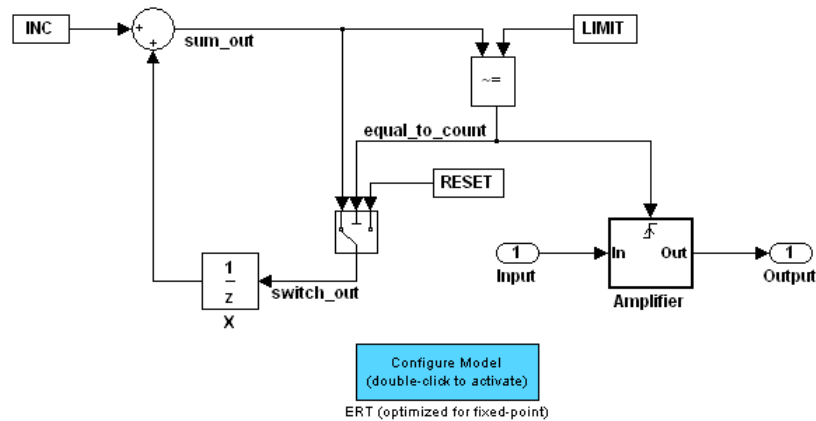 INC
+
+
sum_out
LIMIT
~=
equal_to_count
RESET
1
z
X
switch_out
1
Input
In
Out
Amplifier
1
Output
Configure Model
(double-click to activate)
ERT (optimized for fixed-point)